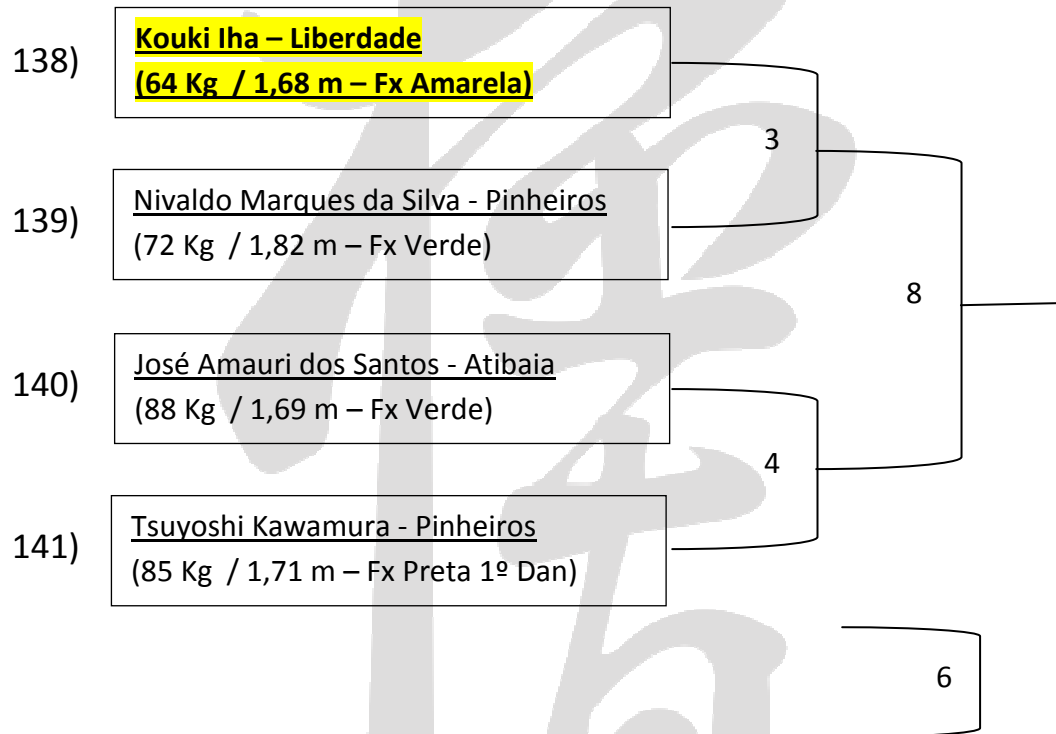 138)
Kouki Iha – Liberdade
(64 Kg / 1,68 m – Fx Amarela)
3
139)
Nivaldo Marques da Silva - Pinheiros
(72 Kg / 1,82 m – Fx Verde)
8
140)
José Amauri dos Santos - Atibaia
(88 Kg / 1,69 m – Fx Verde)
4
141)
Tsuyoshi Kawamura - Pinheiros
(85 Kg / 1,71 m – Fx Preta 1º Dan)
6